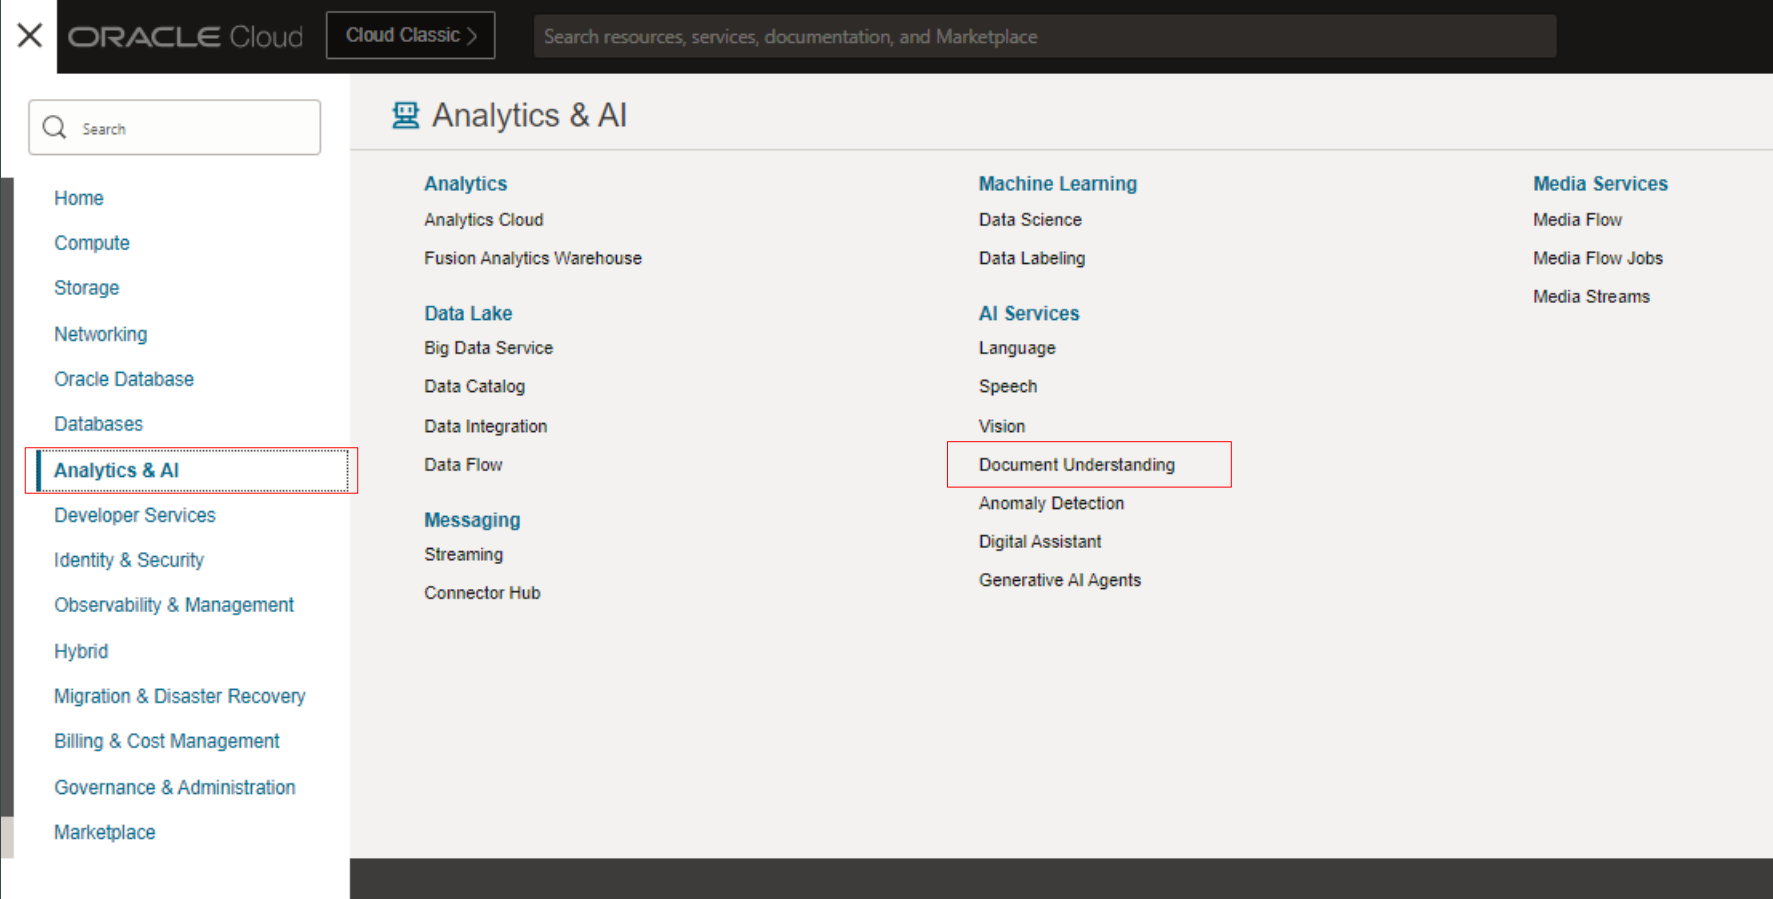 ORACLE Cloud
Cloud Classic >
Search resources, services, documentation, and Marketplace
Search
Home
Compute
Storage
Networking
Oracle Database
Databases
Analytics & AI
Developer Services
Identity & Security
Observability & Management
Hybrid
Migration & Disaster Recovery
Billing & Cost Management
Governance & Administration
Marketplace
Analytics & AI
Analytics
Analytics Cloud
Fusion Analytics Warehouse
Data Lake
Big Data Service
Data Catalog
Data Integration
Data Flow
Messaging
Streaming
Connector Hub
Machine Learning
Data Science
Data Labeling
AI Services
Language
Speech
Vision
Document Understanding
Anomaly Detection
Digital Assistant
Generative AI Agents
Media Services
Media Flow
Media Flow Jobs
Media Streams